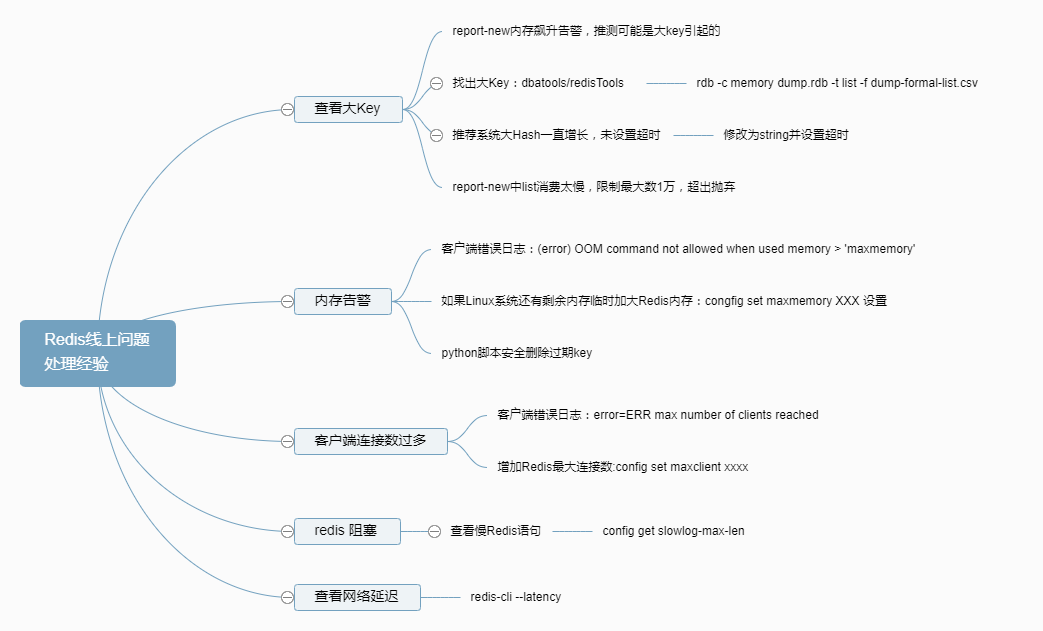 Redis线上问题
处理经验
查看大Key
report-new内存飙升告警，推测可能是大key引起的
找出大Key：dbatools/redisTools
rdb -c memory dump.rdb -t list -f dump-formal-list.csv
推荐系统大Hash一直增长，未设置超时
修改为string并设置超时
report-new中list消费太慢，限制最大数1万，超出抛弃
内存告警
客户端错误日志：(error) OOM command not allowed when used memory > 'maxmemory'
如果Linux系统还有剩余内存临时加大Redis内存：congfig set maxmemory XXX 设置
python脚本安全删除过期key
客户端连接数过多
客户端错误日志：error=ERR max number of clients reached
增加Redis最大连接数:config set maxclient xxxx
redis 阻塞
查看慢Redis语句
config get slowlog-max-len
查看网络延迟
redis-cli --latency